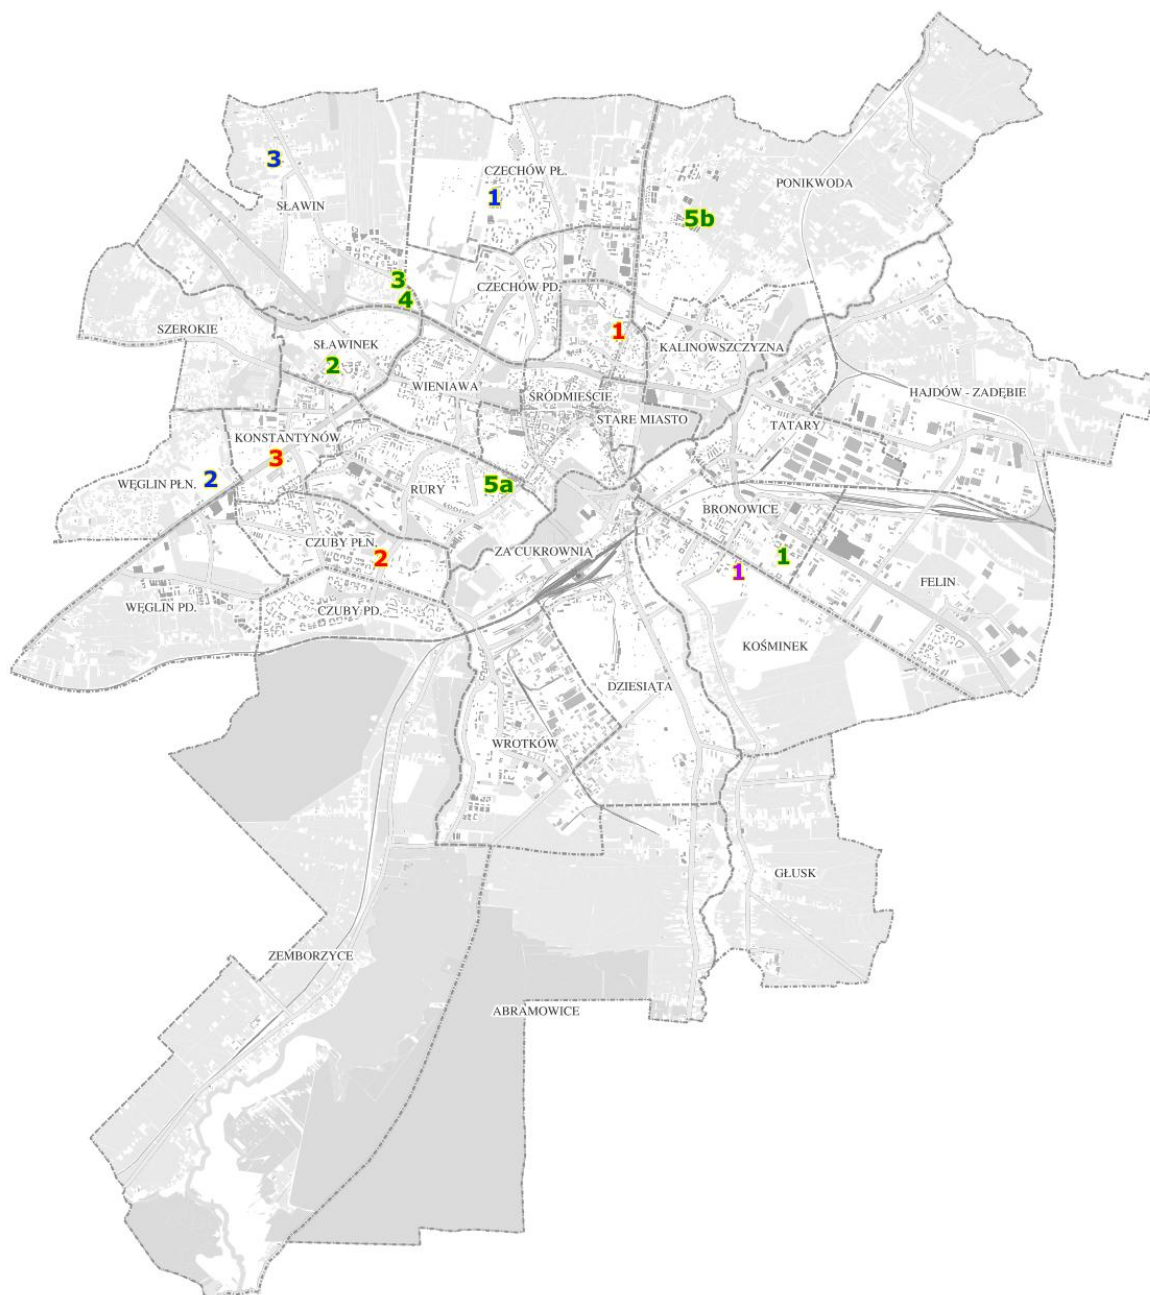 3
CZECHÓW PŁ.
PONIKWODA
1
SŁAWIN
5b
3
CZECHÓW PD.
4
SZEROKIE
1
SŁAWINEK
KALINOWSZCZYZNA
2
WIENIAWA
HAJDÓW - ZADĘBIE
ŚRÓDMIEŚCIE
STARE MIASTO
TATARY
KONSTANTYNÓW
3
WĘGLIN PŁN.
2
RURY
5a
BRONOWICE
CZUBY PŁN.
ZA CUKROWNIĄ
2
1
1
FELIN
WĘGLIN PD.
CZUBY PD.
KOŚMINEK
DZIESIĄTA
WROTKÓW
GŁUSK
ZEMBORZYCE
ABRAMOWICE